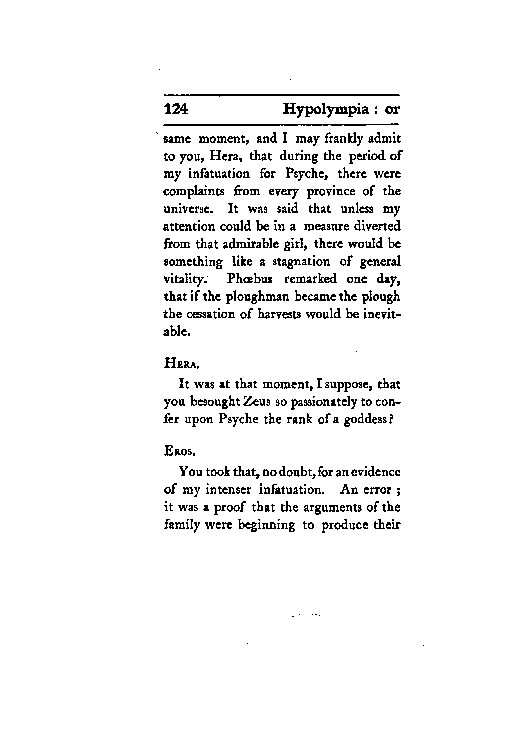 124 Hypolympia : or
same moment, and I may frankly admit
to you, Hera, that during the period of
my infatuation for Psyche, there were
complaints from every province of the
universe. It was said that unless my
attention could be in a measure diverted
from that admirable girl, there would be
something like a stagnation of general
vitality. Phœbus remarked one day,
that if the ploughman became the plough
the cessation of harvests would be inevit-
able.
HERA.
It was at that moment, I suppose, that
you besought Zeus so passionately to con-
fer upon Psyche the rank of a goddess?
EROS.
You took that, no doubt, for an evidence
of my intenser infatuation. An error ;
it was a proof that the arguments of the
family were beginning to produce their